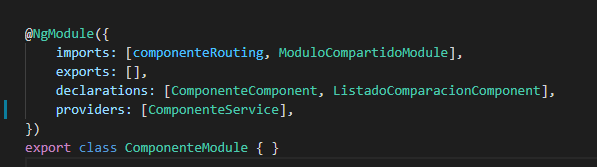 @NgModule({
imports: [componenteRouting, ModuloCompartidoModule],
exports: [],
declarations: [ComponenteComponent, ListadoComparacionComponent],
providers: [ComponenteService],
})
export class ComponenteModule { }